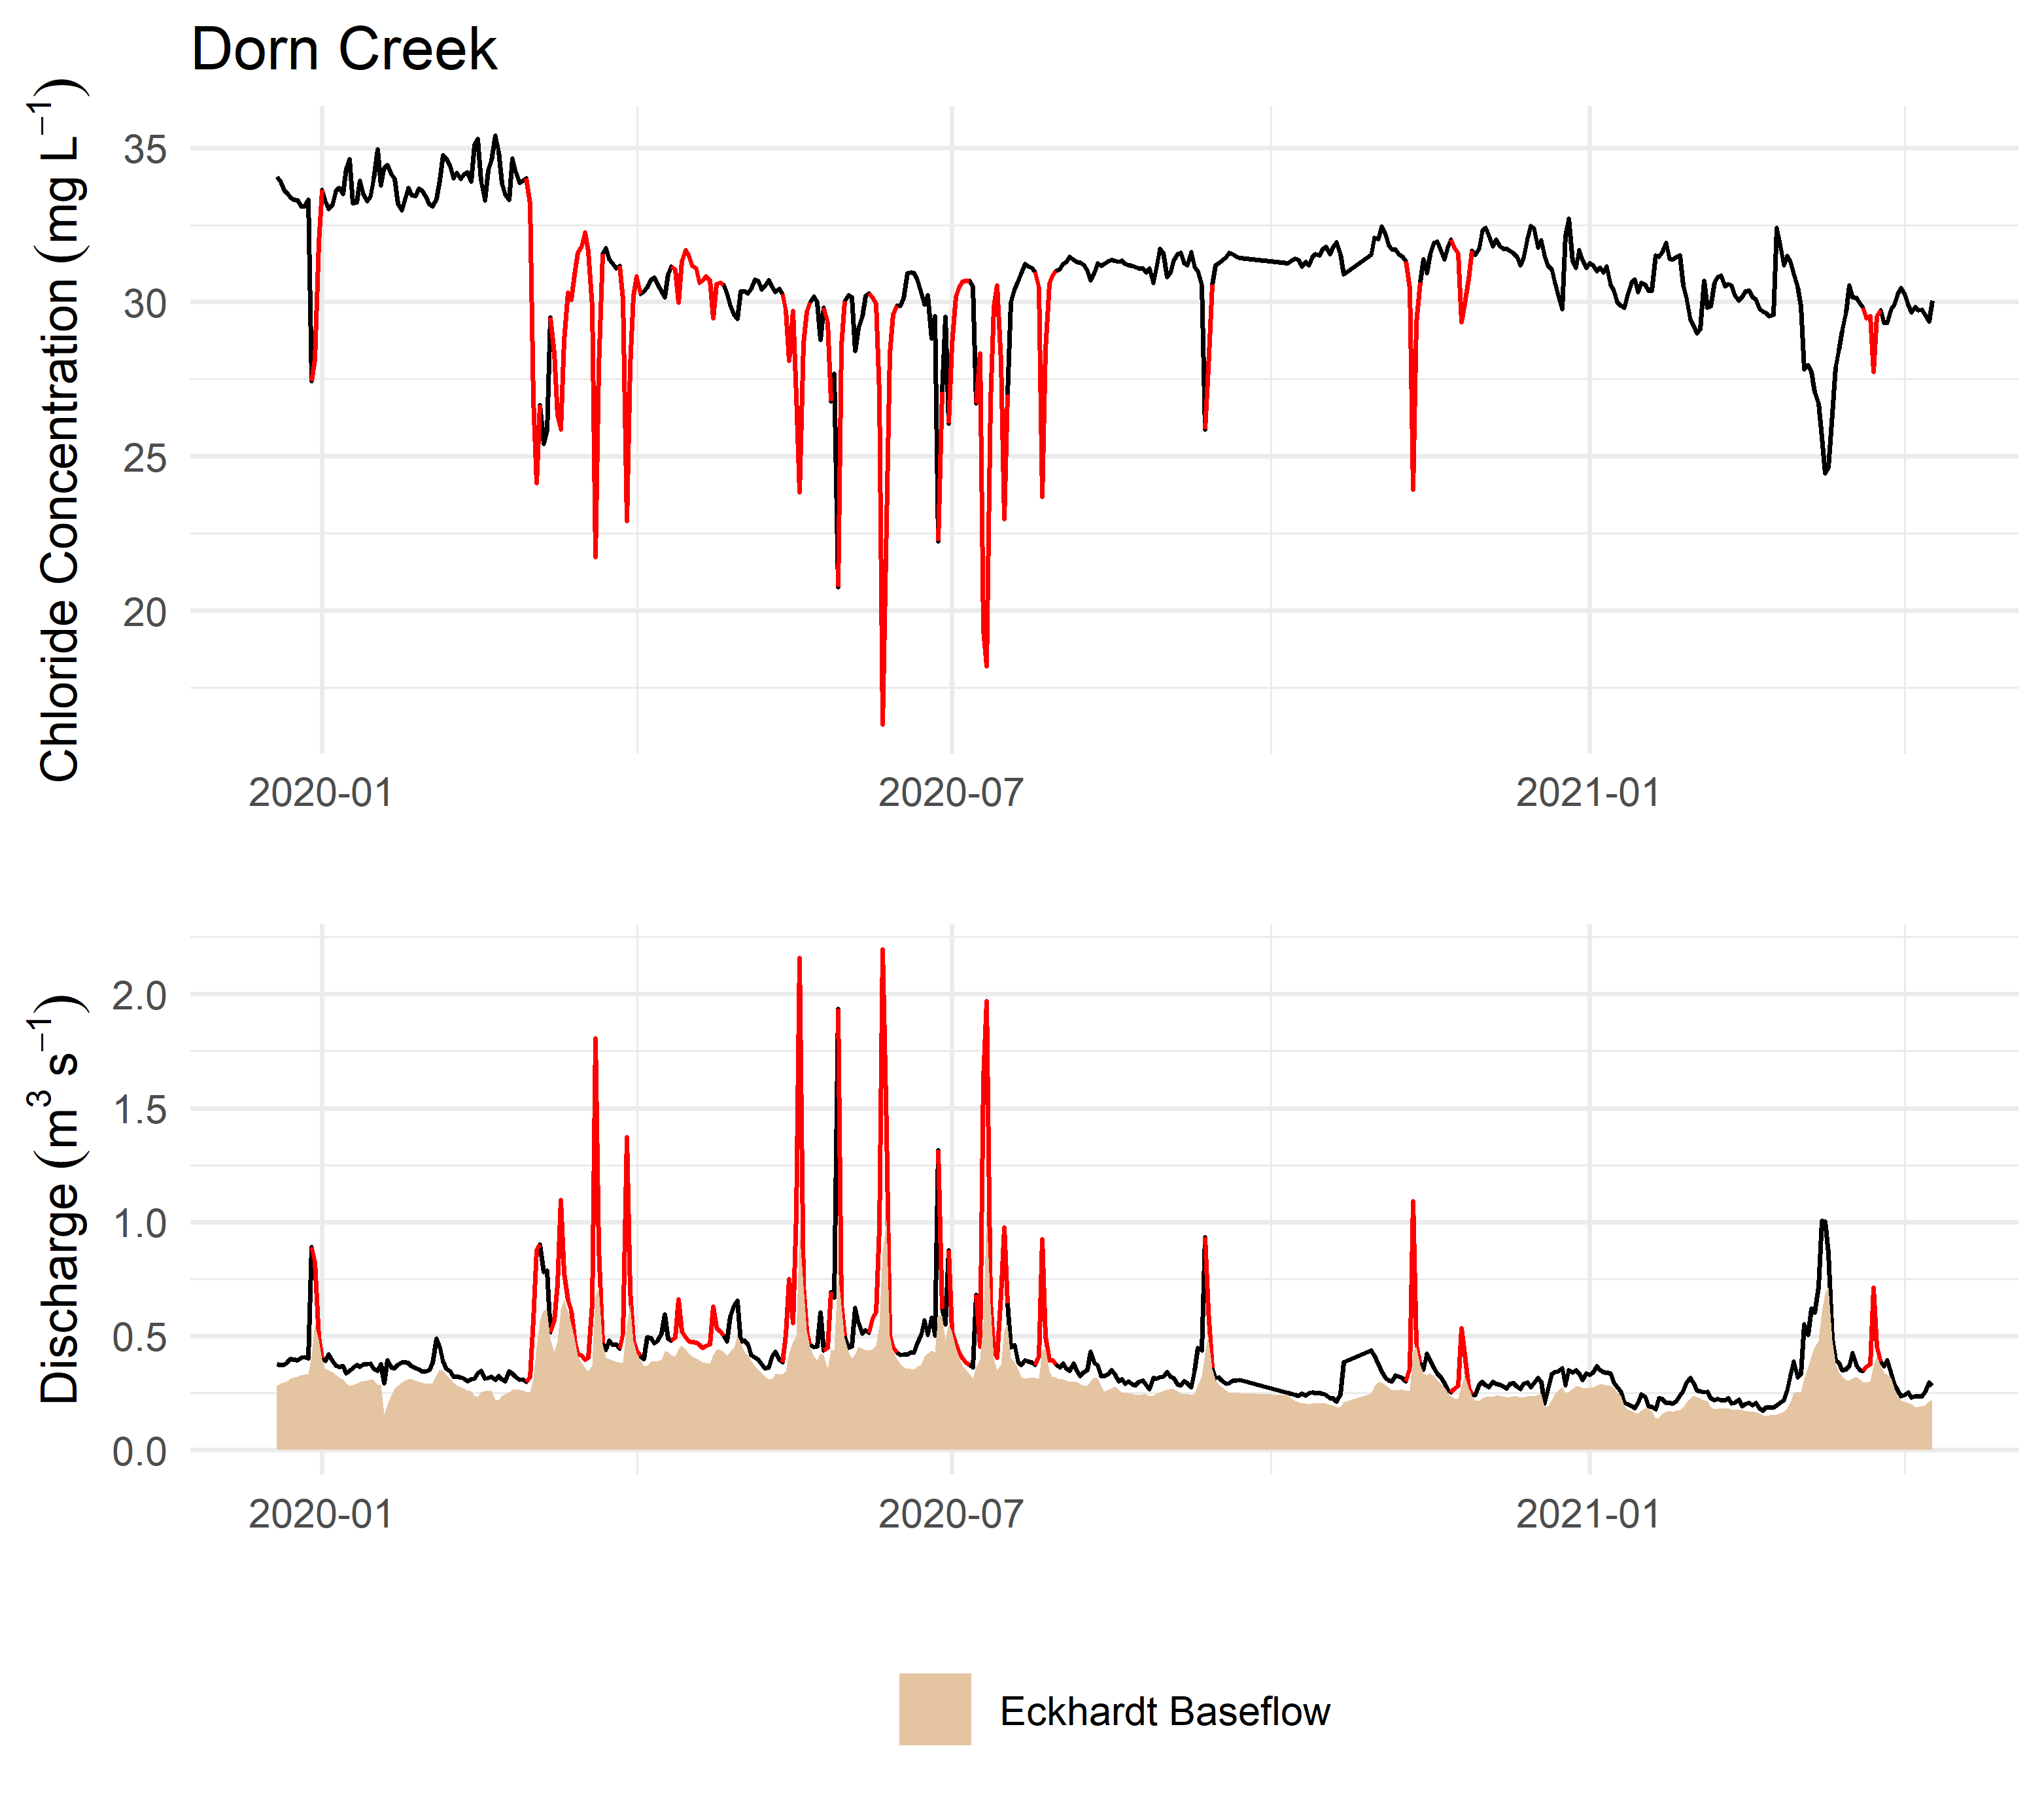 Dorn Creek
Chloride Concentration (mg L⁻¹)
35
30
25
20
2020-01 2020-07 2021-01
Discharge (m³ s⁻¹)
2.0
1.5
1.0
0.5
0.0
2020-01 2020-07 2021-01
Eckhardt Baseflow